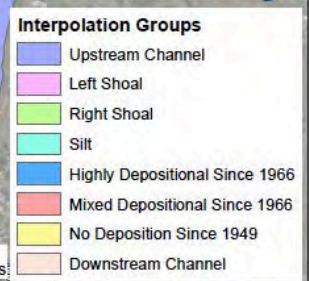 Interpolation Groups
Upstream Channel
Left Shoal
Right Shoal
Silt
Highly Depositional Since 1966
Mixed Depositional Since 1966
No Deposition Since 1949
Downstream Channel